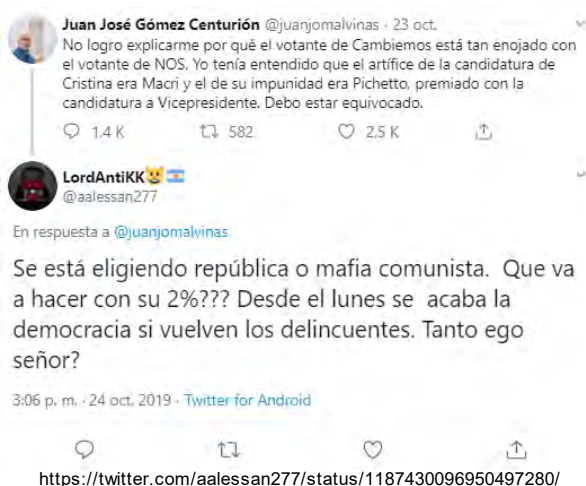 Juan José Gómez Centurión @juanjomalvinas · 23 oct.
No logro explicarme por qué el votante de Cambiemos está tan enojado con
el votante de NOS. Yo tenía entendido que el artífice de la candidatura de
Cristina era Macri y el de su impunidad era Pichetto, premiado con la
candidatura a Vicepresidente. Debo estar equivocado.
1.4 K 582 2.5 K
LordAntiKK
@aalessan277
En respuesta a @juanjomalvinas
Se está eligiendo república o mafia comunista. Que va
a hacer con su 2%??? Desde el lunes se acaba la
democracia si vuelven los delincuentes. Tanto ego
señor?
3:06 p. m. · 24 oct. 2019 · Twitter for Android
https://twitter.com/aalessan277/status/1187430096950497280/